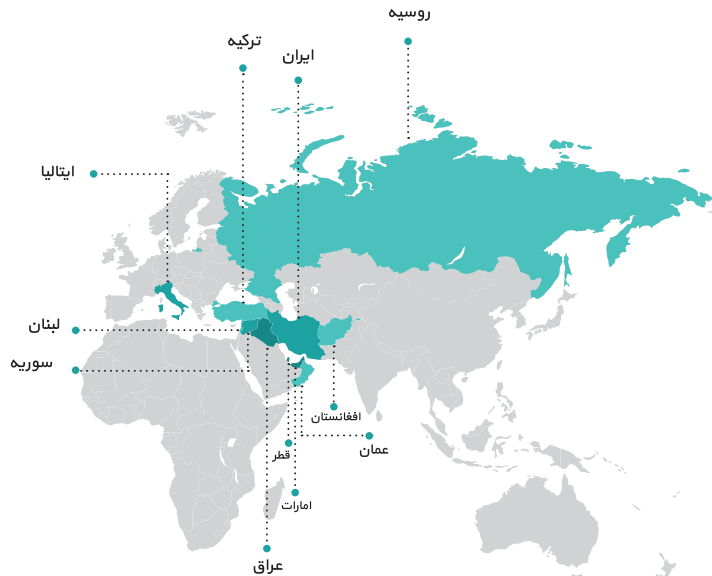 روسیه
ترکیه
ایران
ایتالیا
لبنان
سوریه
افغانستان
عمان
قطر
امارات
عراق